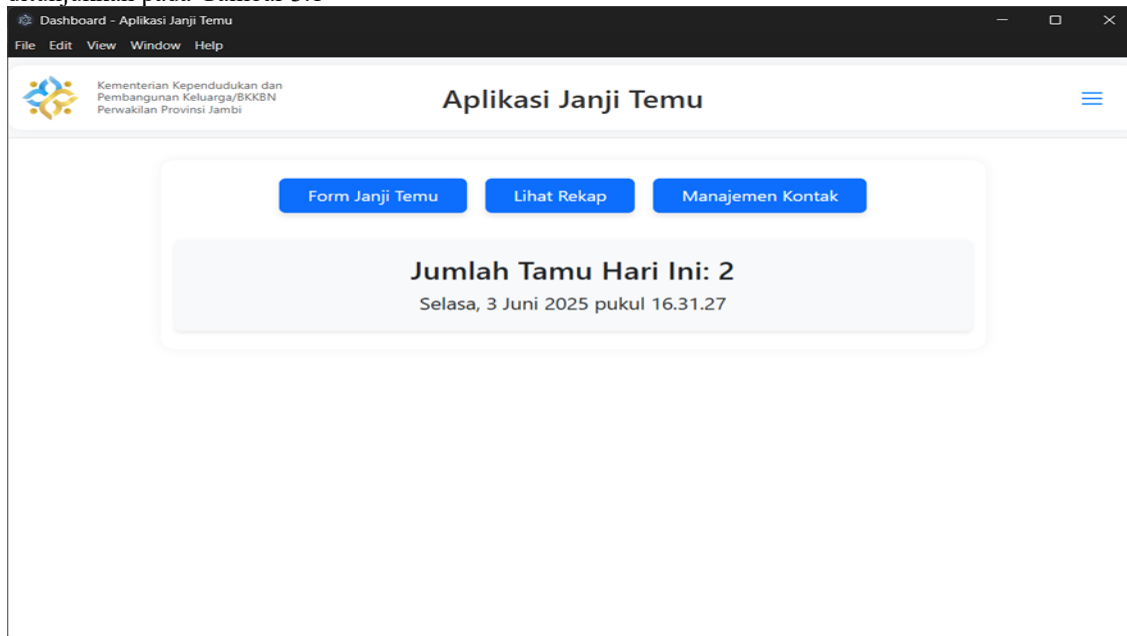 Dashboard - Aplikasi Janji Temu
File Edit View Window Help
Kementerian Kependudukan dan
Pembangunan Keluarga/BKKBN
Perwakilan Provinsi Jambi
Aplikasi Janji Temu
Form Janji Temu
Lihat Rekap
Manajemen Kontak
Jumlah Tamu Hari Ini: 2
Selasa, 3 Juni 2025 pukul 16.31.27